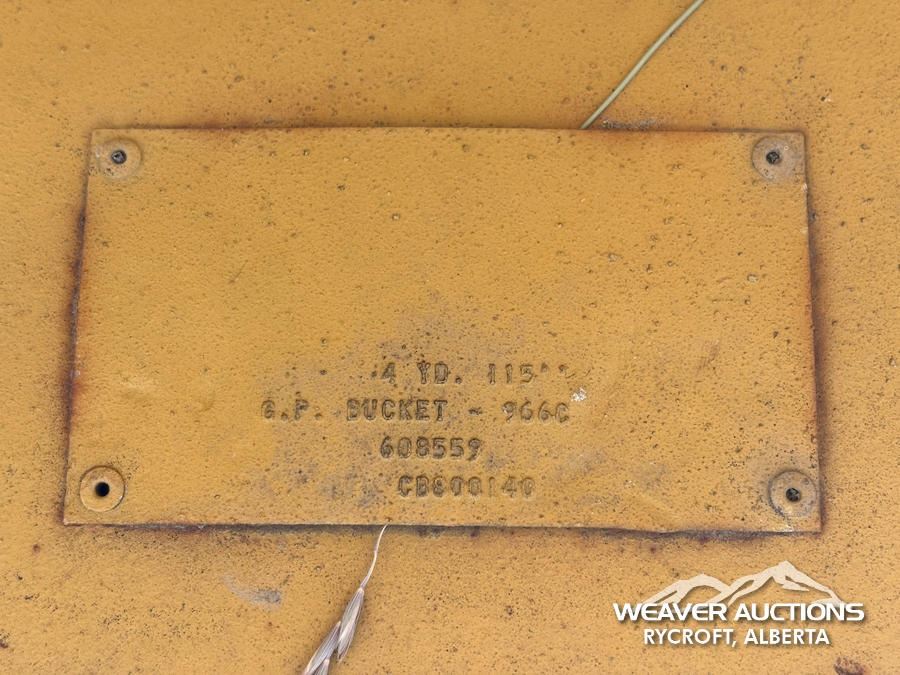 4 YD. 115"
G.P. BUCKET - 966C
608559
CB800140
WEAVER AUCTIONS
RYCROFT, ALBERTA